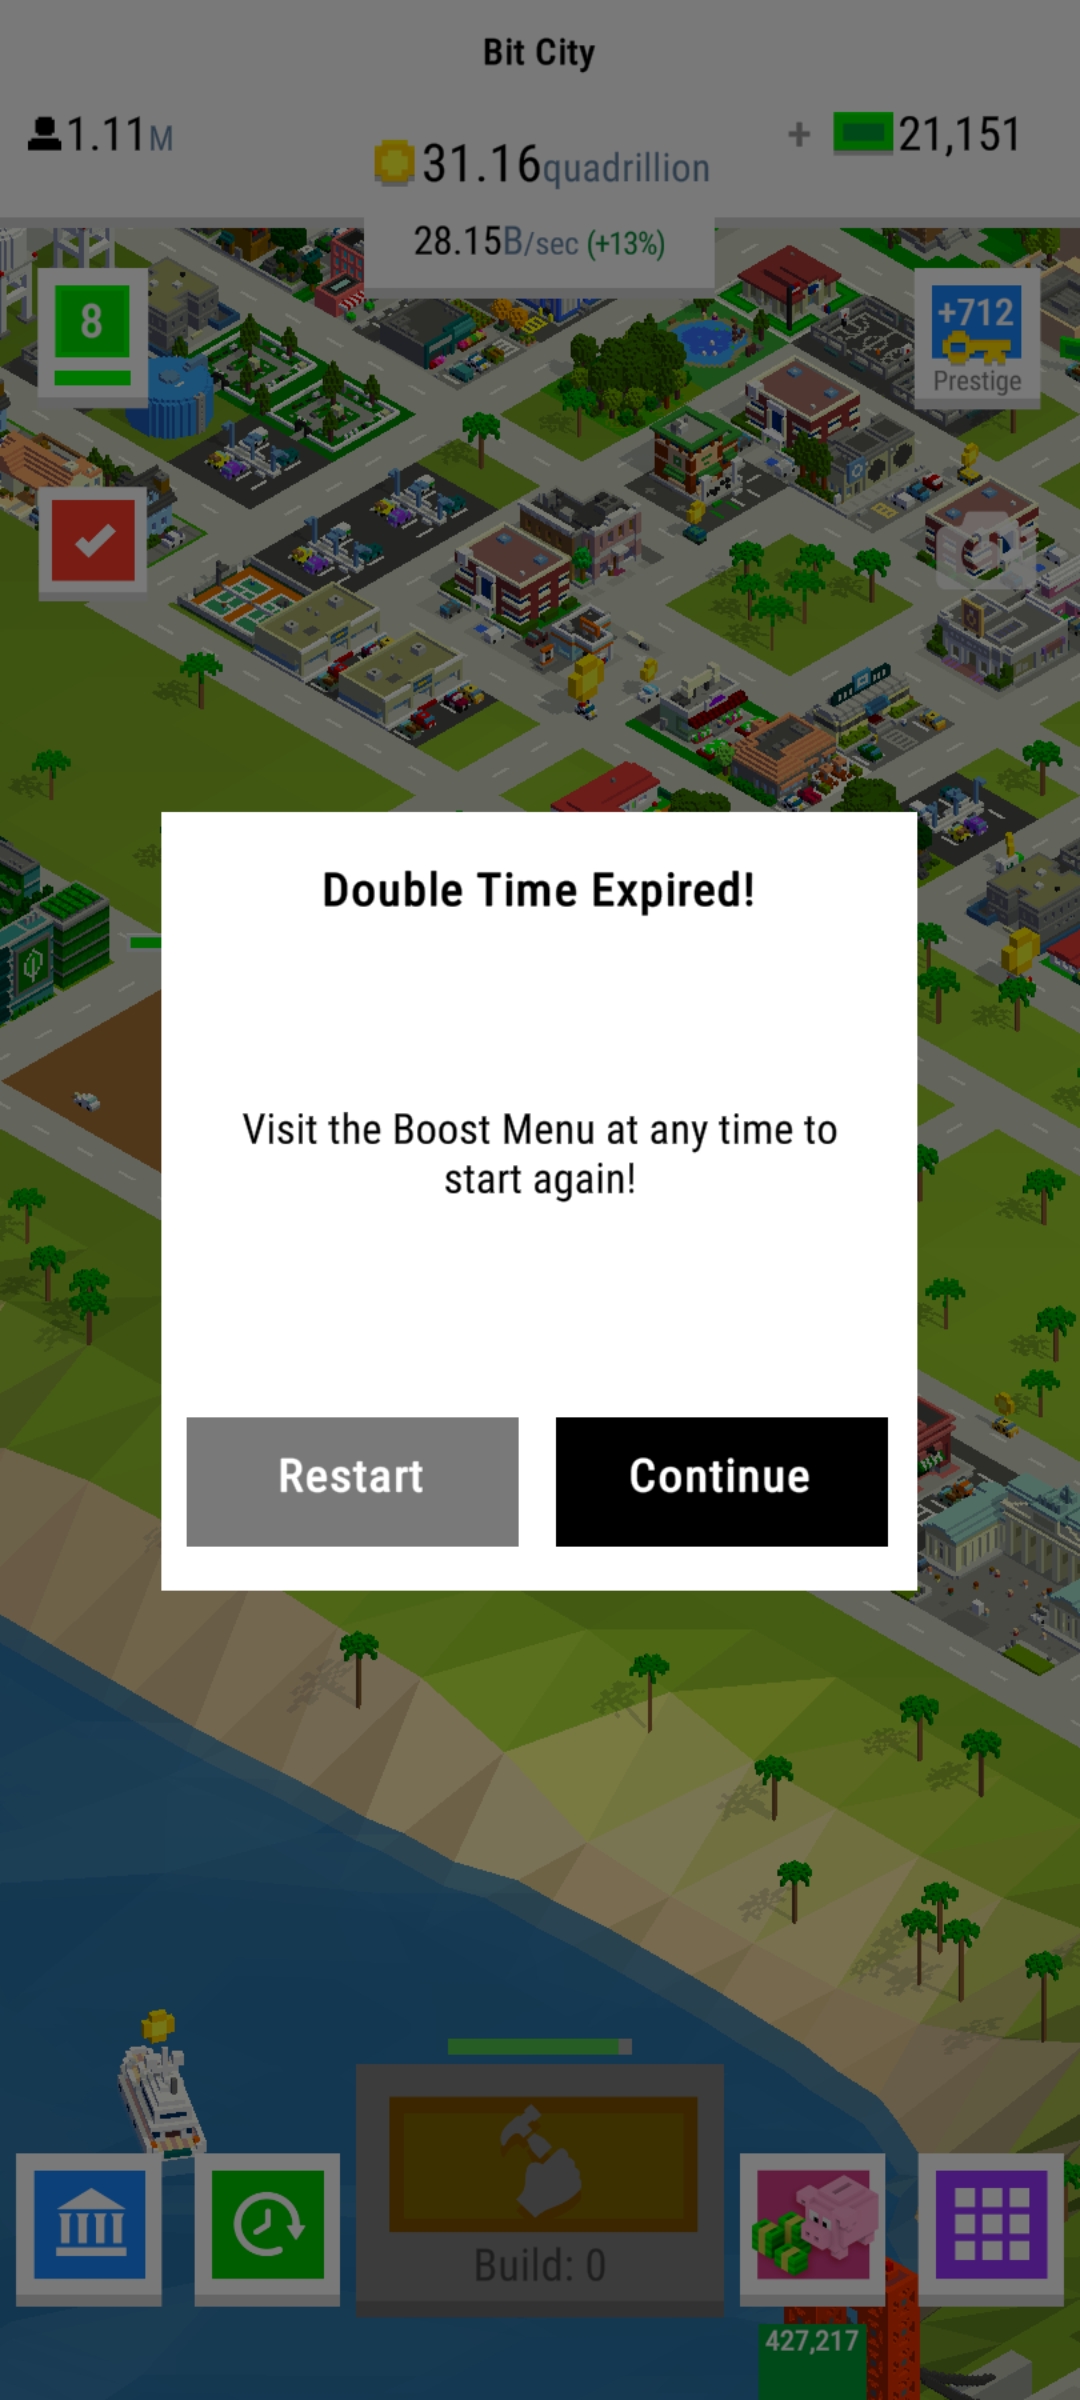 Bit City
1.11M
31.16quadrillion
+ 21,151
28.15B/sec (+13%)
8
+712
Prestige
Double Time Expired!
Visit the Boost Menu at any time to
start again!
Restart
Continue
Build: 0
427,217